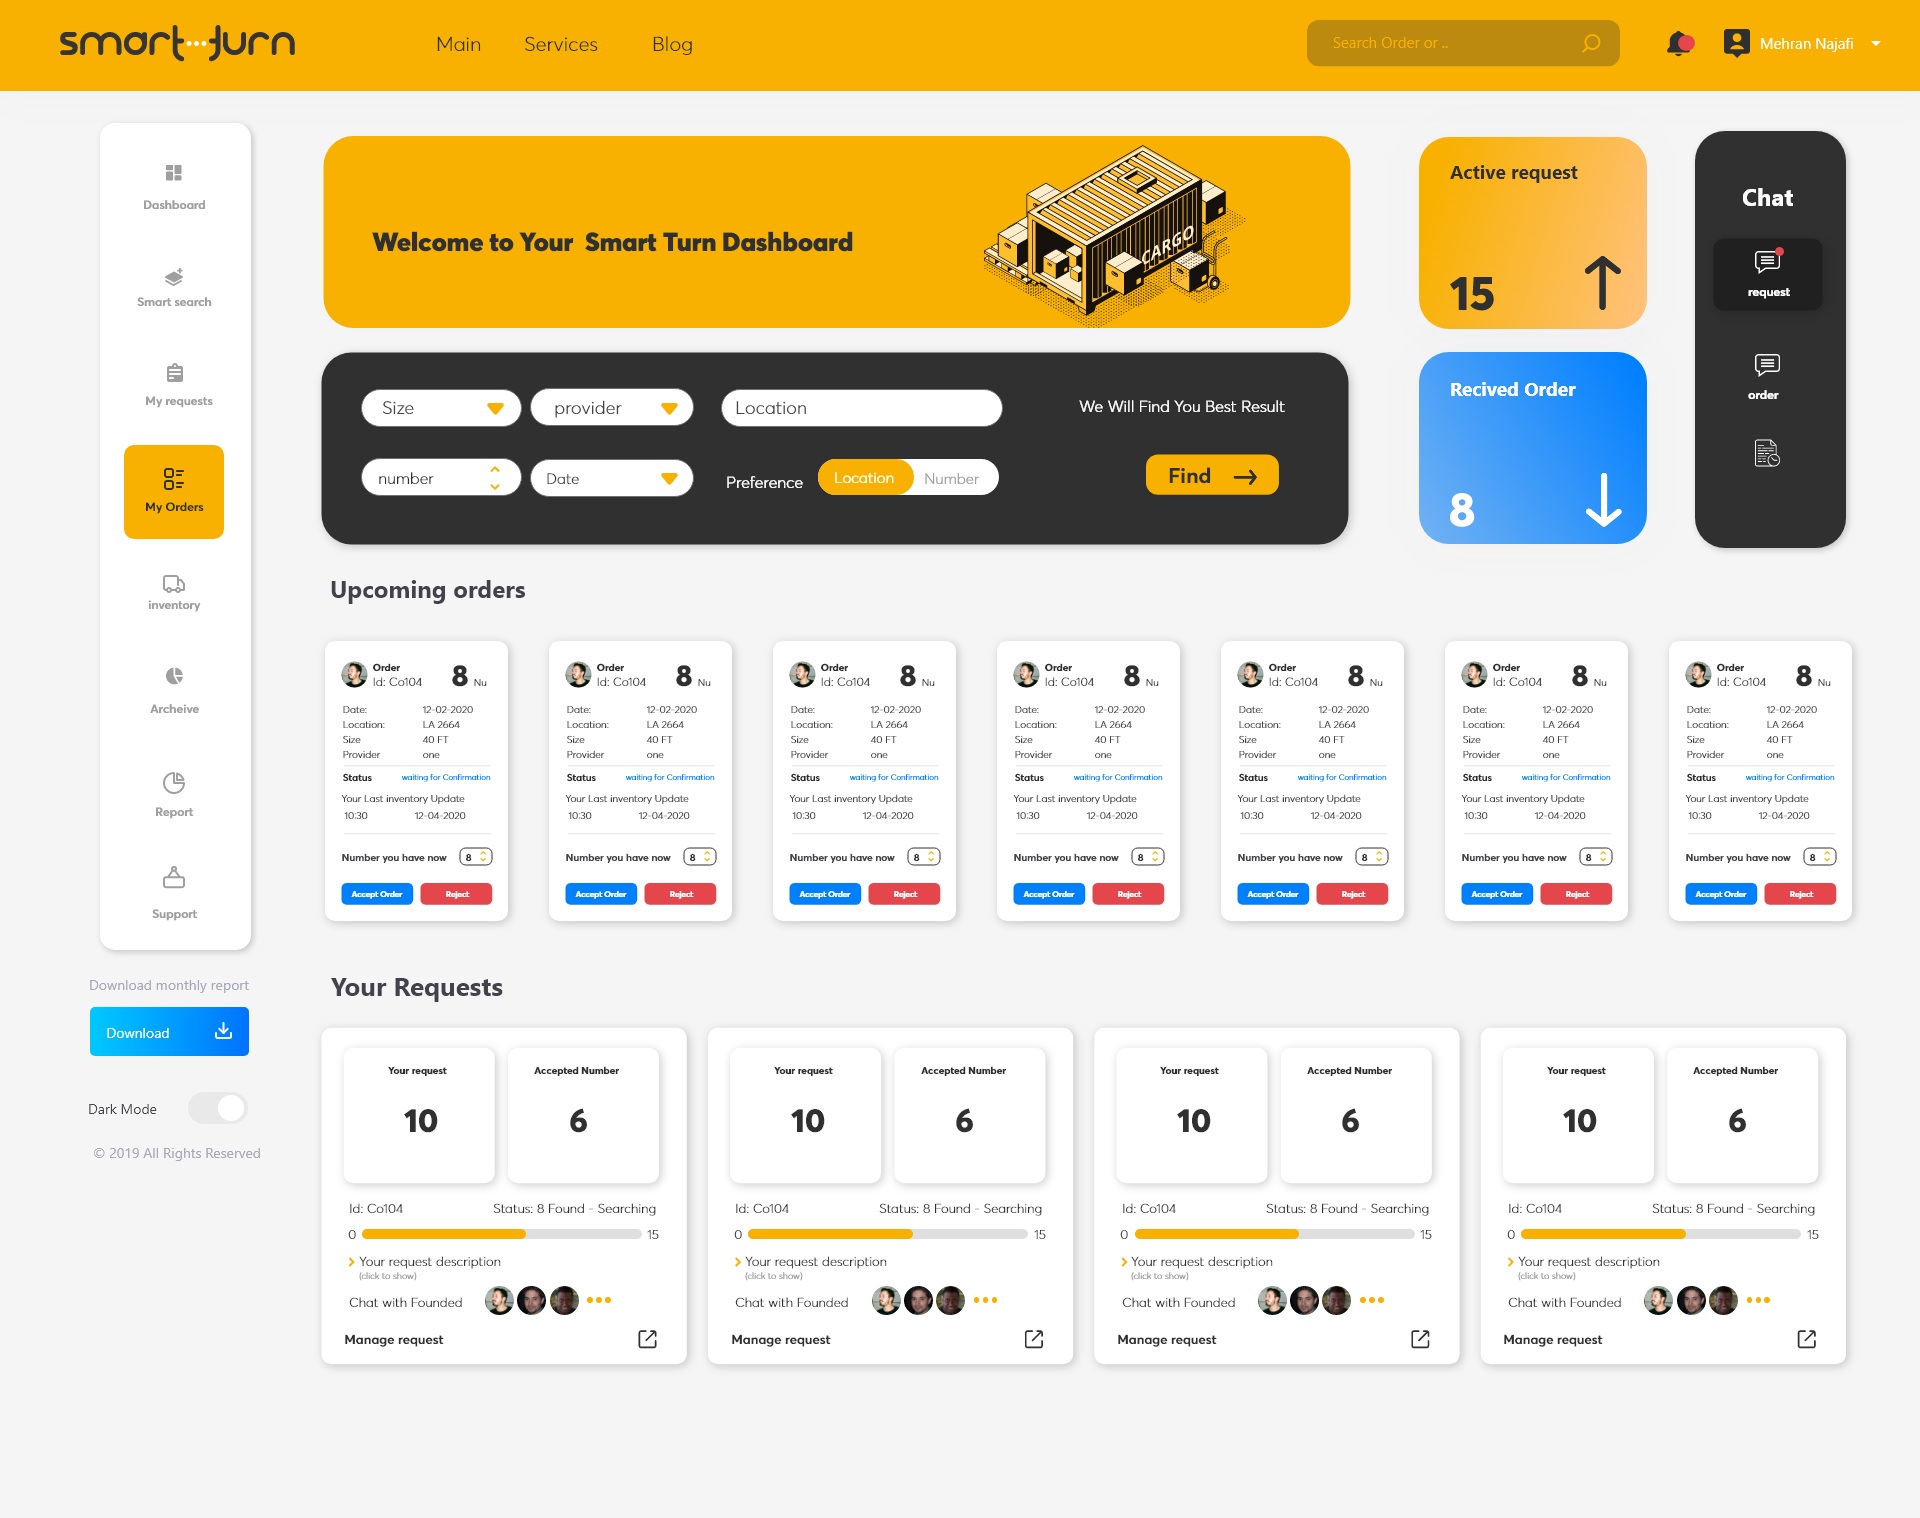 smart...turn
Main Services Blog
Search Order or ..
Mehran Najafi
Dashboard
Smart search
My requests
My Orders
inventory
Archeive
Report
Support
Download monthly report
Download
Dark Mode
© 2019 All Rights Reserved
Welcome to Your Smart Turn Dashboard
CARGO
Active request
15
Chat
request
order
Size provider Location We Will Find You Best Result
number Date Preference Location Number Find
Recived Order
8
Upcoming orders
Order
Id: Co104 8 Nu
Date: 12-02-2020
Location: LA 2664
Size 40 FT
Provider one
Status waiting for Confirmation
Your Last inventory Update
10:30 12-04-2020
Number you have now 8
Accept Order Reject
Order
Id: Co104 8 Nu
Date: 12-02-2020
Location: LA 2664
Size 40 FT
Provider one
Status waiting for Confirmation
Your Last inventory Update
10:30 12-04-2020
Number you have now 8
Accept Order Reject
Order
Id: Co104 8 Nu
Date: 12-02-2020
Location: LA 2664
Size 40 FT
Provider one
Status waiting for Confirmation
Your Last inventory Update
10:30 12-04-2020
Number you have now 8
Accept Order Reject
Order
Id: Co104 8 Nu
Date: 12-02-2020
Location: LA 2664
Size 40 FT
Provider one
Status waiting for Confirmation
Your Last inventory Update
10:30 12-04-2020
Number you have now 8
Accept Order Reject
Order
Id: Co104 8 Nu
Date: 12-02-2020
Location: LA 2664
Size 40 FT
Provider one
Status waiting for Confirmation
Your Last inventory Update
10:30 12-04-2020
Number you have now 8
Accept Order Reject
Order
Id: Co104 8 Nu
Date: 12-02-2020
Location: LA 2664
Size 40 FT
Provider one
Status waiting for Confirmation
Your Last inventory Update
10:30 12-04-2020
Number you have now 8
Accept Order Reject
Order
Id: Co104 8 Nu
Date: 12-02-2020
Location: LA 2664
Size 40 FT
Provider one
Status waiting for Confirmation
Your Last inventory Update
10:30 12-04-2020
Number you have now 8
Accept Order Reject
Your Requests
Your request Accepted Number
10 6
Id: Co104 Status: 8 Found - Searching
0 15
Your request description
(click to show)
Chat with Founded
Manage request
Your request Accepted Number
10 6
Id: Co104 Status: 8 Found - Searching
0 15
Your request description
(click to show)
Chat with Founded
Manage request
Your request Accepted Number
10 6
Id: Co104 Status: 8 Found - Searching
0 15
Your request description
(click to show)
Chat with Founded
Manage request
Your request Accepted Number
10 6
Id: Co104 Status: 8 Found - Searching
0 15
Your request description
(click to show)
Chat with Founded
Manage request